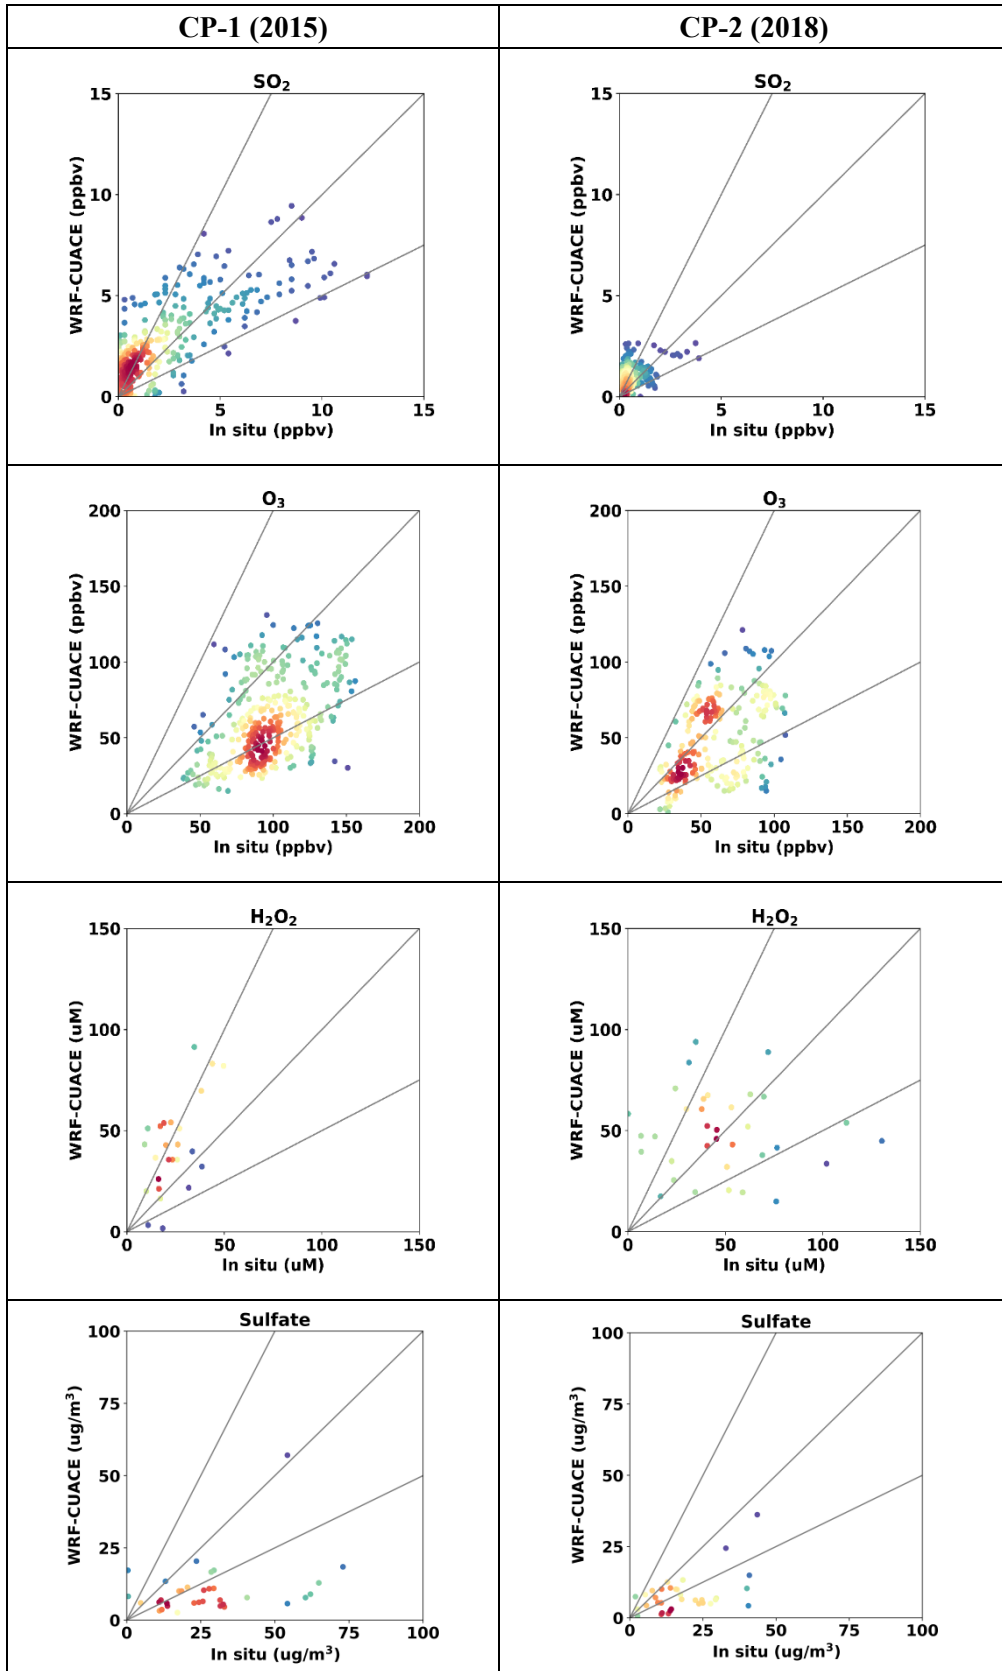 CP-1 (2015)
CP-2 (2018)
SO₂
15
10
5
0
WRF-CUACE (ppbv)
0 5 10 15
In situ (ppbv)
SO₂
15
10
5
0
WRF-CUACE (ppbv)
0 5 10 15
In situ (ppbv)
O₃
200
150
100
50
0
WRF-CUACE (ppbv)
0 50 100 150 200
In situ (ppbv)
O₃
200
150
100
50
0
WRF-CUACE (ppbv)
0 50 100 150 200
In situ (ppbv)
H₂O₂
150
100
50
0
WRF-CUACE (uM)
0 50 100 150
In situ (uM)
H₂O₂
150
100
50
0
WRF-CUACE (uM)
0 50 100 150
In situ (uM)
Sulfate
100
75
50
25
0
WRF-CUACE (ug/m³)
0 25 50 75 100
In situ (ug/m³)
Sulfate
100
75
50
25
0
WRF-CUACE (ug/m³)
0 25 50 75 100
In situ (ug/m³)